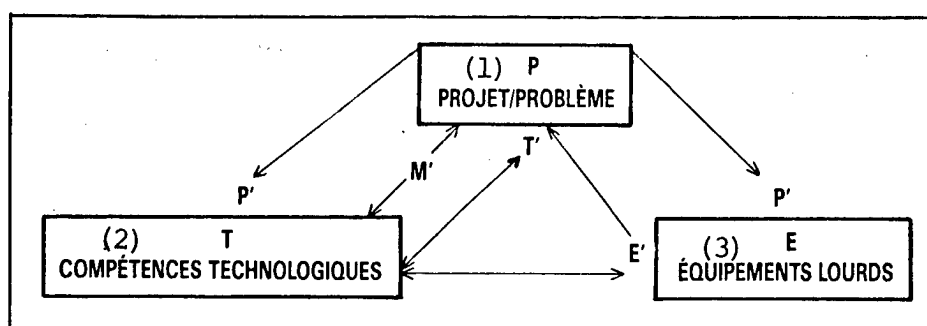 (1) P
PROJET/PROBLÈME
T'
M'
P'
P'
(2) T
COMPÉTENCES TECHNOLOGIQUES
E'
(3) E
ÉQUIPEMENTS LOURDS